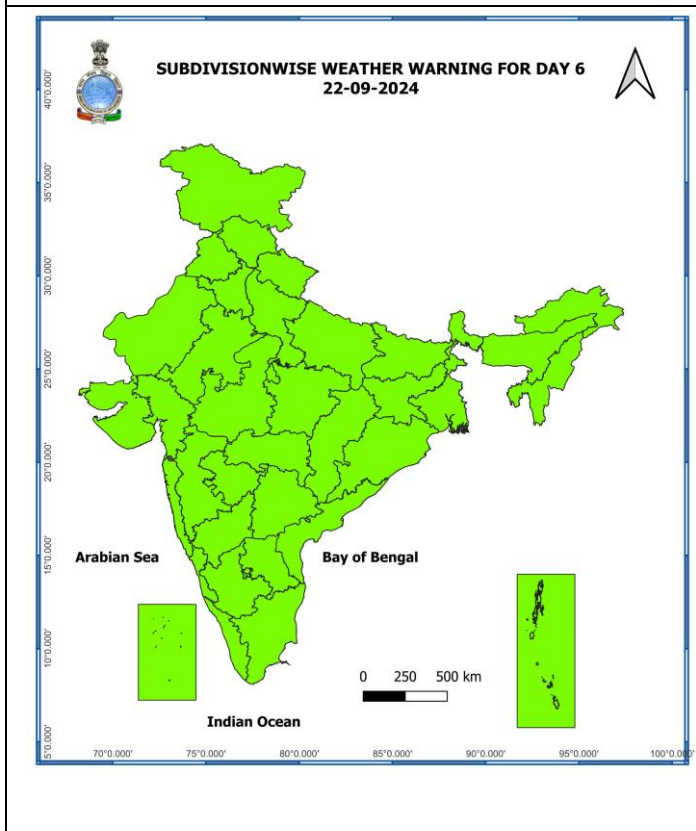 SUBDIVISIONWISE WEATHER WARNING FOR DAY 6
22-09-2024
40°0.000'
35°0.000'
30°0.000'
25°0.000'
20°0.000'
15°0.000'
10°0.000'
5°0.000'
Arabian Sea
Bay of Bengal
0 250 500 km
Indian Ocean
70°0.000' 75°0.000' 80°0.000' 85°0.000' 90°0.000' 95°0.000' 100°0.000'